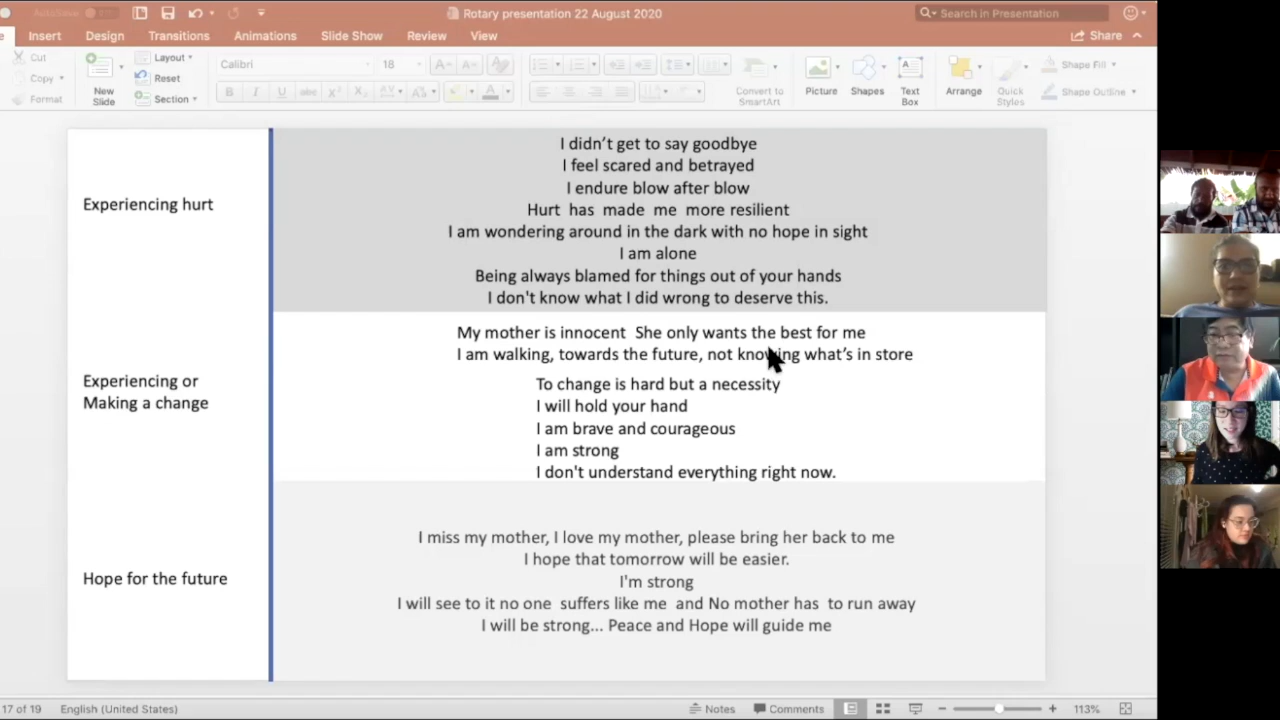 AutoSave
Rotary presentation 22 August 2020
Search in Presentation
Insert Design Transitions Animations Slide Show Review View
Share
Cut
Copy
Format
New
Slide
Layout
Reset
Section
Calibri 18
Convert to
SmartArt
Picture
Shapes
Text
Box
Arrange
Quick
Styles
Shape Fill
Shape Outline
Experiencing hurt
I didn’t get to say goodbye
I feel scared and betrayed
I endure blow after blow
Hurt has made me more resilient
I am wondering around in the dark with no hope in sight
I am alone
Being always blamed for things out of your hands
I don't know what I did wrong to deserve this.
Experiencing or
Making a change
My mother is innocent She only wants the best for me
I am walking, towards the future, not knowing what’s in store
To change is hard but a necessity
I will hold your hand
I am brave and courageous
I am strong
I don't understand everything right now.
Hope for the future
I miss my mother, I love my mother, please bring her back to me
I hope that tomorrow will be easier.
I'm strong
I will see to it no one suffers like me and No mother has to run away
I will be strong... Peace and Hope will guide me
17 of 19 English (United States)
Notes Comments 113%